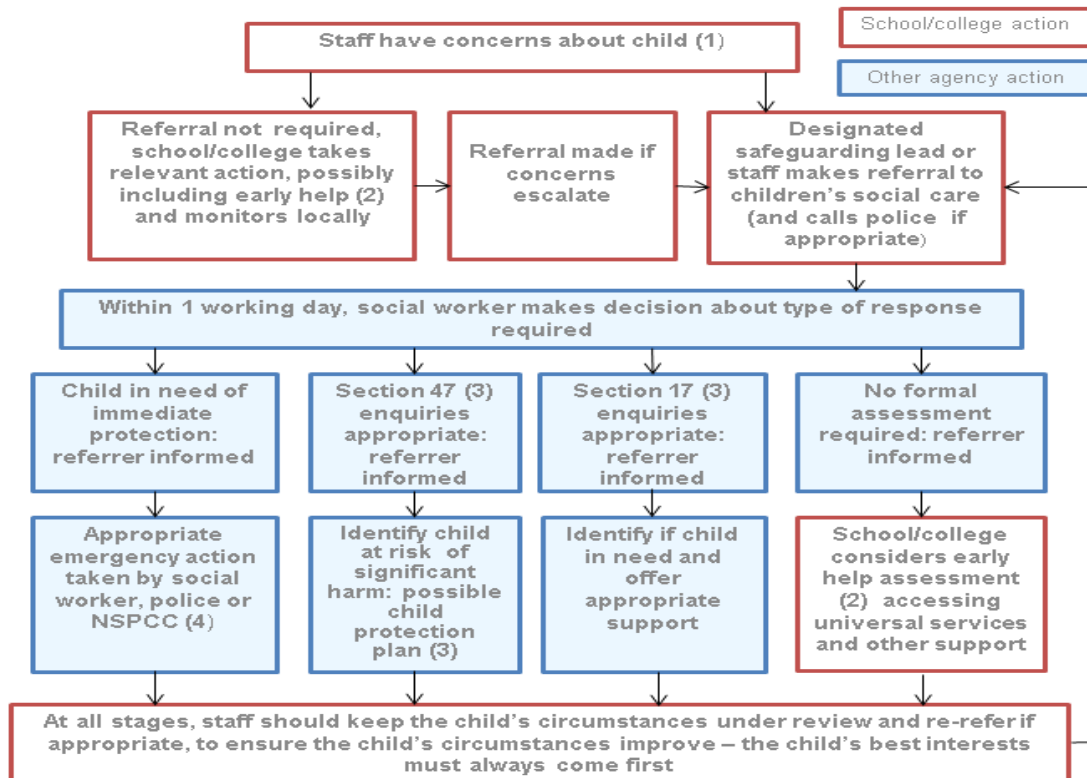 School/college action
Other agency action
Staff have concerns about child (1)
Referral not required,
school/college takes
relevant action, possibly
including early help (2)
and monitors locally
Referral made if
concerns
escalate
Designated
safeguarding lead or
staff makes referral to
children’s social care
(and calls police if
appropriate)
Within 1 working day, social worker makes decision about type of response
required
Child in need of
immediate
protection:
referrer informed
Section 47 (3)
enquiries
appropriate:
referrer
informed
Section 17 (3)
enquiries
appropriate:
referrer
informed
No formal
assessment
required: referrer
informed
Appropriate
emergency action
taken by social
worker, police or
NSPCC (4)
Identify child
at risk of
significant
harm: possible
child
protection
plan (3)
Identify if child
in need and
offer
appropriate
support
School/college
considers early
help assessment
(2) accessing
universal services
and other support
At all stages, staff should keep the child’s circumstances under review and re-refer if
appropriate, to ensure the child’s circumstances improve – the child’s best interests
must always come first